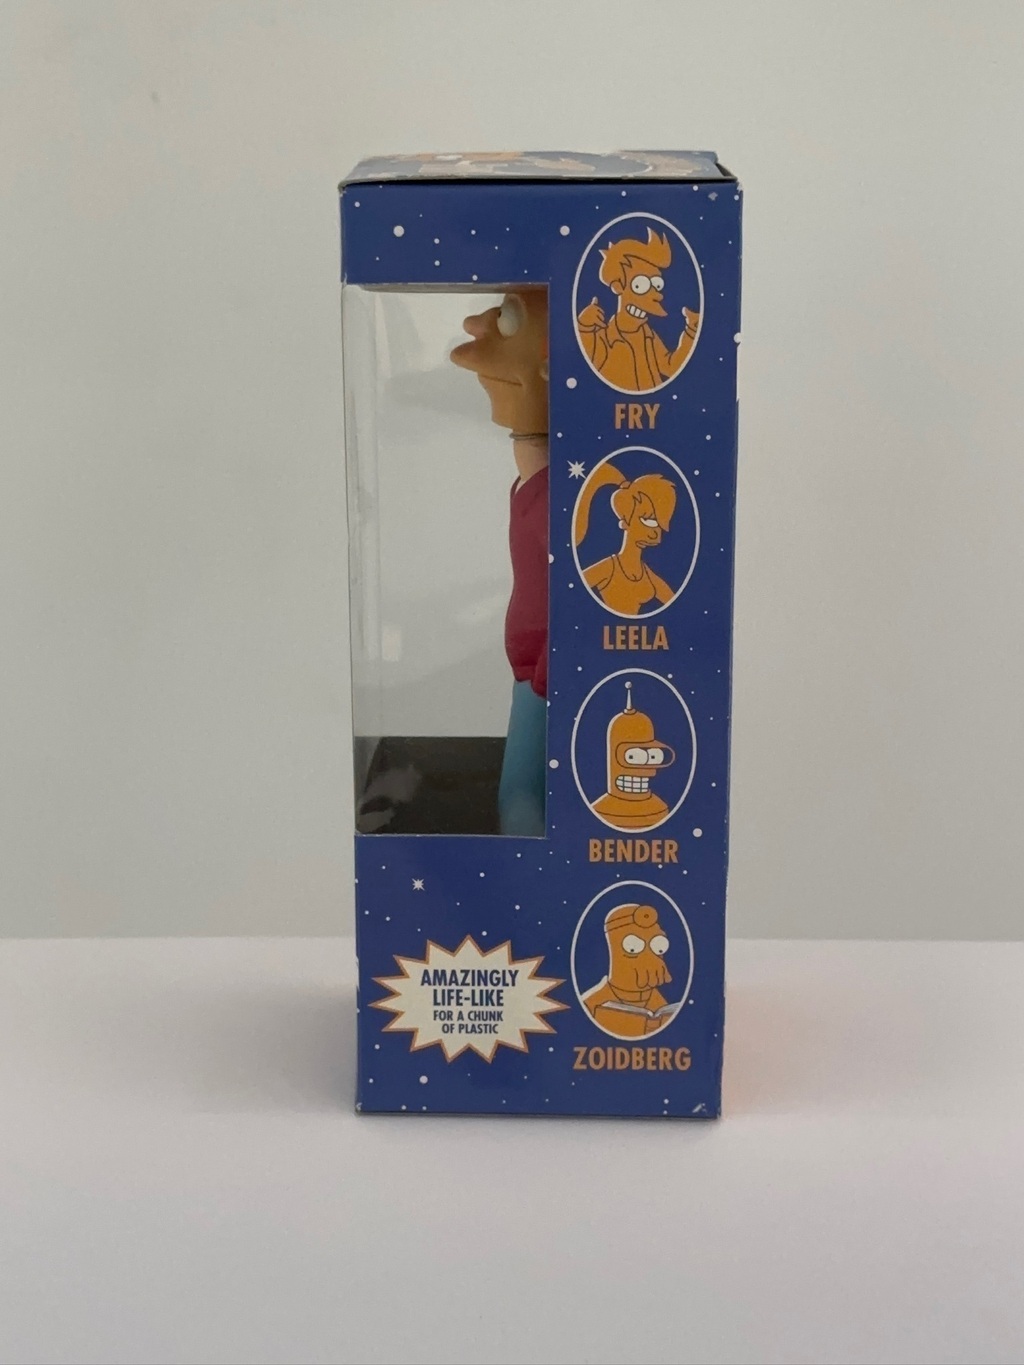 FRY
LEELA
BENDER
ZOIDBERG
AMAZINGLY
LIFE-LIKE
FOR A CHUNK
OF PLASTIC